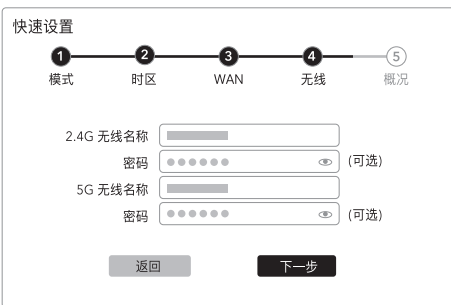 快速设置
1 2 3 4 5
模式 时区 WAN 无线 概况
2.4G 无线名称
密码 (可选)
5G 无线名称
密码 (可选)
返回 下一步